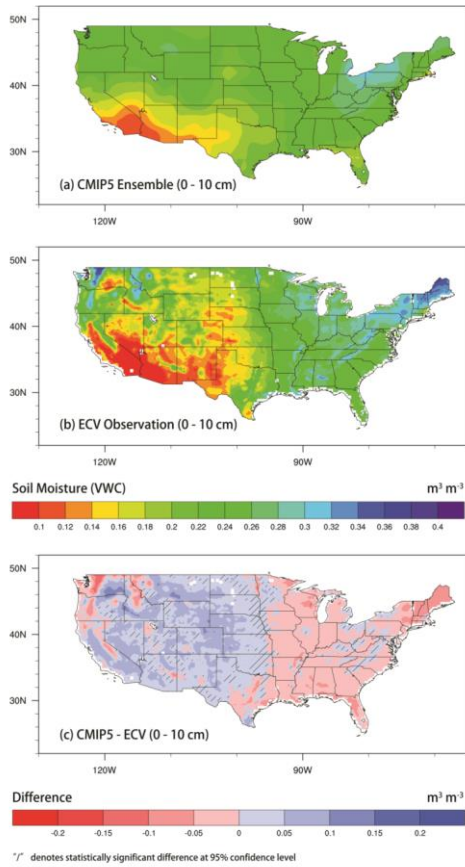 50N
40N
30N
(a) CMIP5 Ensemble (0 - 10 cm)
120W 90W
50N
40N
30N
(b) ECV Observation (0 - 10 cm)
120W 90W
Soil Moisture (VWC) m³ m⁻³
0.1 0.12 0.14 0.16 0.18 0.2 0.22 0.24 0.26 0.28 0.3 0.32 0.34 0.36 0.38 0.4
50N
40N
30N
(c) CMIP5 - ECV (0 - 10 cm)
120W 90W
Difference m³ m⁻³
-0.2 -0.15 -0.1 -0.05 0 0.05 0.1 0.15 0.2
"/" denotes statistically significant difference at 95% confidence level